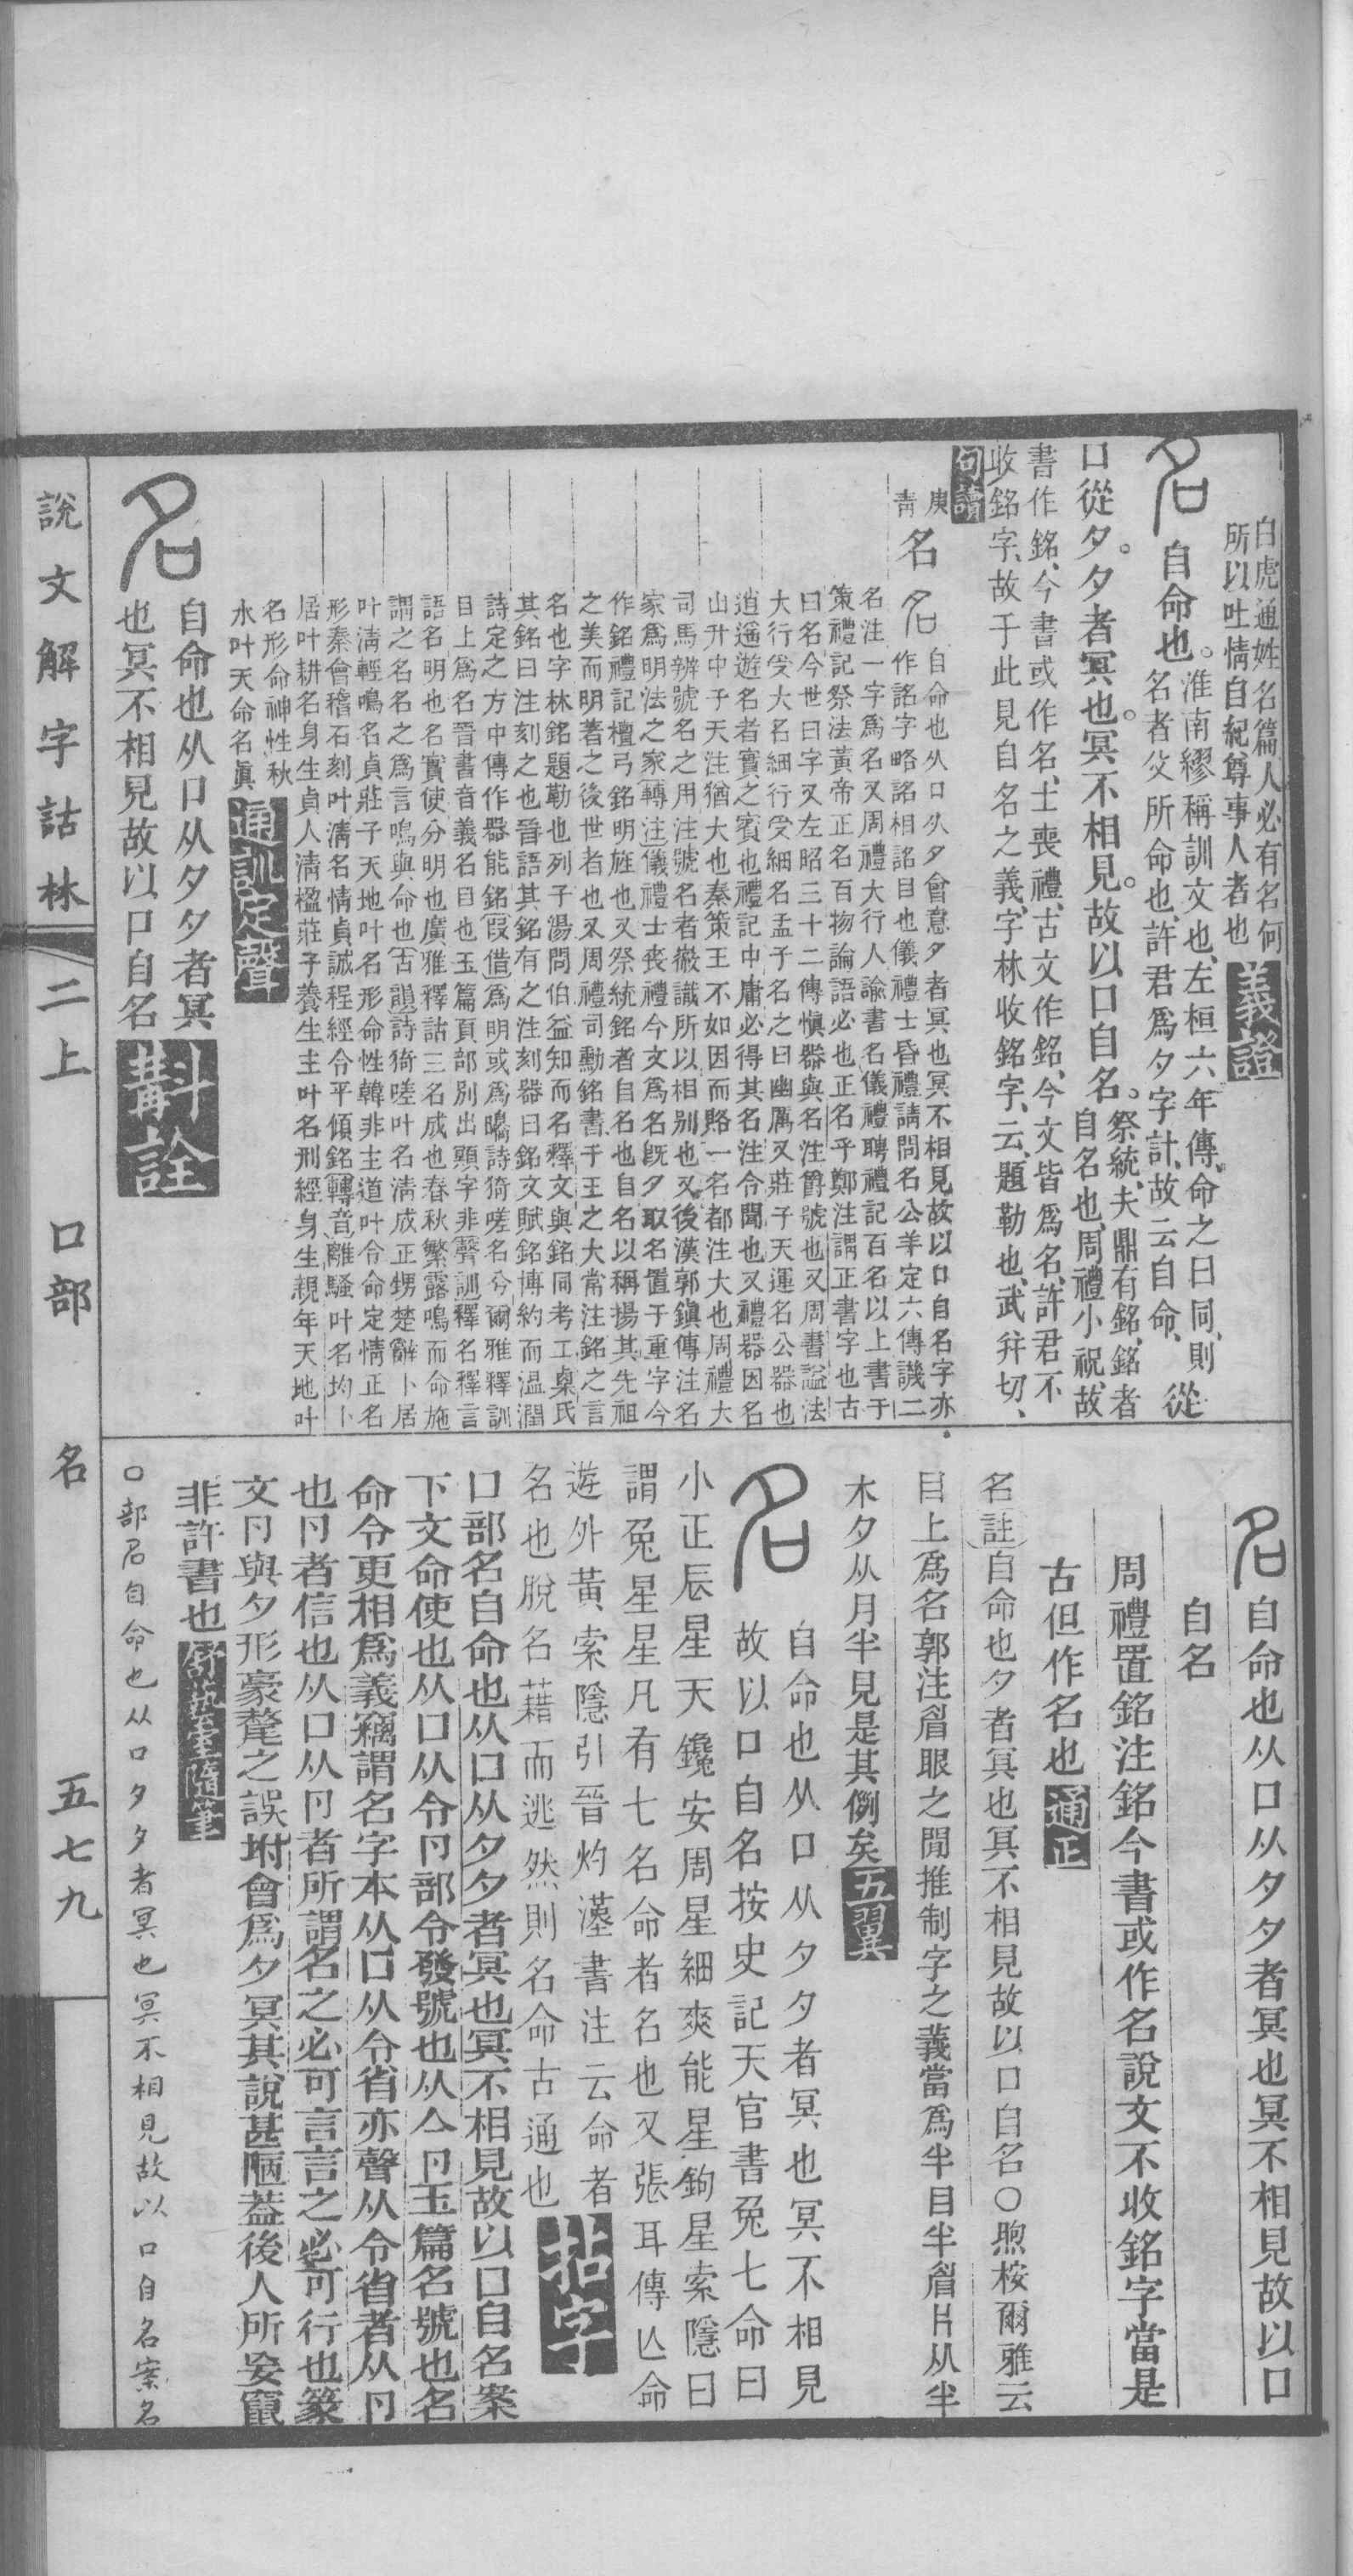 白虎通姓名篇人必有名何
所以吐情自紀尊事人者也
義證
名
自命也。
淮南繆稱訓文也、左桓六年傳、命之曰同、則
名者父所命也、許君爲夕字計、故云自命、
從
口從夕。夕者冥也。冥不相見。故以口自名。
祭統、夫鼎有銘、銘者
自名也、周禮小祝、故
書作銘、今書或作名、士喪禮、古文作銘、今文皆爲名、許君不
收銘字、故于此見自名之義、字林收銘字、云、題勒也、武幷切、
句讀
庚
青
名
名
自命也从口从夕會意夕者冥也冥不相見故以口自名字亦
作詺字略詺相詺目也儀禮士昏禮請問名公羊定六傳譏二
名注一字爲名又周禮大行人諭書名儀禮聘禮記百名以上書于
策禮記祭法黃帝正名百物論語必也正名乎鄭注謂正書字也古
曰名今世曰字又左昭三十二傳愼器與名注爵號也又周書謚法
大行受大名細行受細名孟子名之曰幽厲又莊子天運名公器也
逍遙遊名者實之賓也禮記中庸必得其名注令聞也又禮器因名
山升中于天注猶大也秦策王不如因而賂一名都注大也周禮大
司馬辨號名之用注號名者徽識所以相別也又後漢郭鎭傳注名
家爲明法之家轉注儀禮士喪禮今文爲名旣夕取名置于重字今
作銘禮記檀弓銘明旌也又祭統銘者自名也自名以稱揚其先祖
之美而明著之後世者也又周禮司勳銘書于王之大常注銘之言
名也字林銘題勒也列子湯問伯益知而名釋文與銘同考工㮚氏
其銘曰注刻之也晉語其銘有之注刻器曰銘文賦銘博約而溫潤
詩定之方中傳作器能銘假借爲明或爲䳟詩猗嗟名兮爾雅釋訓
目上爲名晉書音義名目也玉篇頁部別出顯字非聲訓釋名釋言
語名明也名實使分明也廣雅釋詁三名成也春秋繁露鳴而命施
謂之名名之爲言鳴與命也古韻詩猗嗟叶名淸成正甥楚辭卜居
叶淸輕鳴名貞莊子天地叶名形命性韓非主道叶令命定情正名
形秦會稽石刻叶淸名情貞誠程經令平傾銘轉音離騷叶名均卜
居叶耕名身生貞人淸楹莊子養生主叶名刑經身生親年天地叶
名形命神性秋
水叶天命名眞
通訓定聲
名
自命也从口从夕夕者冥
也冥不相見故以口自名
斠詮
名
自命也从口从夕夕者冥也冥不相見故以口
自名
周禮置銘注銘今書或作名說文不收銘字當是
古但作名也
通正
名註自命也夕者冥也冥不相見故以口自名○煦桉爾雅云
目上爲名郭注眉眼之閒推制字之義當爲半目半眉㫃从半
木夕从月半見是其例矣
五翼
名
自命也从口从夕夕者冥也冥不相見
故以口自名按史記天官書兔七命曰
小正辰星天欃安周星細爽能星鉤星索隱曰
謂兔星星凡有七名命者名也又張耳傳亾命
遊外黃索隱引晉灼漢書注云命者
名也脫名藉而逃然則名命古通也
拈字
口部名自命也从口从夕夕者冥也冥不相見故以口自名案
下文命使也从口从令卪部令發號也从亼卪玉篇名號也名
命令更相爲義竊謂名字本从口从令省亦聲从令省者从卪
也卪者信也从口从卪者所謂名之必可言言之必可行也篆
文卪與夕形豪釐之誤坿會爲夕冥其說甚陋蓋後人所妄竄
非許書也
舒藝室隨筆
口部名自命也从口夕夕者冥也冥不相見故以口自名案名
說文解字詁林
二上
口部
名
五七九